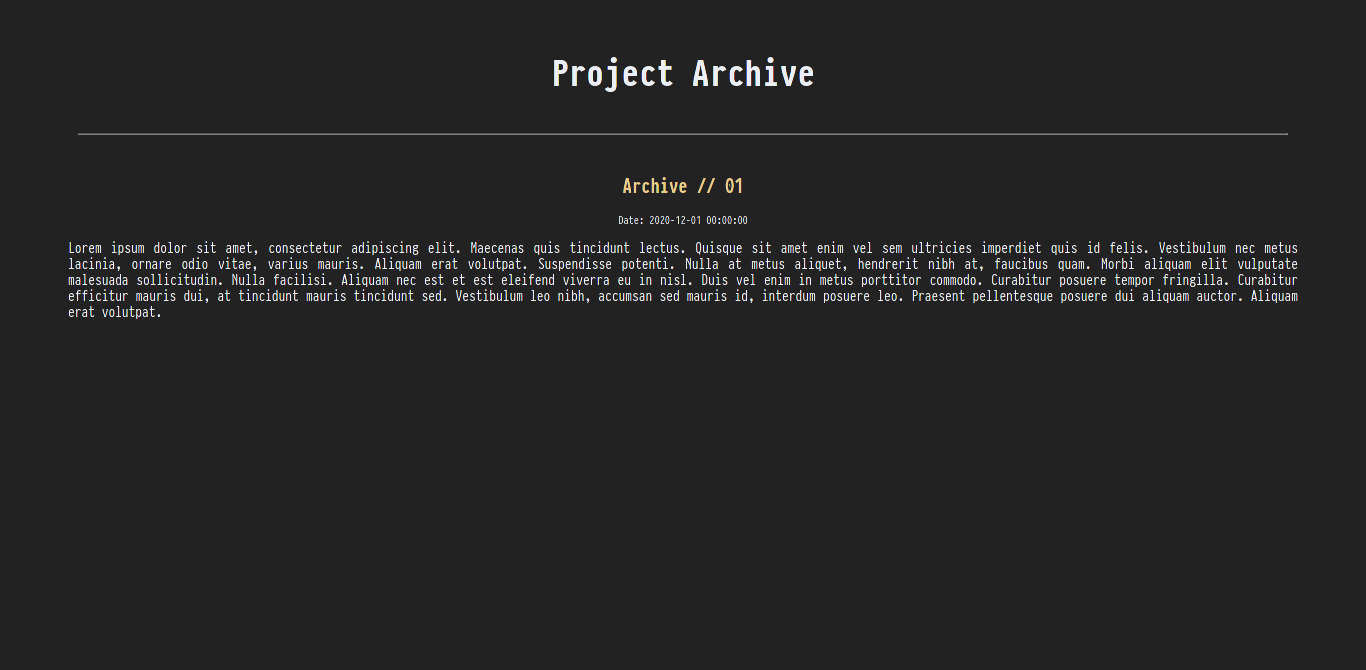 Project Archive
Archive // 01
Date: 2020-12-01 00:00:00
Lorem ipsum dolor sit amet, consectetur adipiscing elit. Maecenas quis tincidunt lectus. Quisque sit amet enim vel sem ultricies imperdiet quis id felis. Vestibulum nec metus
lacinia, ornare odio vitae, varius mauris. Aliquam erat volutpat. Suspendisse potenti. Nulla at metus aliquet, hendrerit nibh at, faucibus quam. Morbi aliquam elit vulputate
malesuada sollicitudin. Nulla facilisi. Aliquam nec est et est eleifend viverra eu in nisl. Duis vel enim in metus porttitor commodo. Curabitur posuere tempor fringilla. Curabitur
efficitur mauris dui, at tincidunt mauris tincidunt sed. Vestibulum leo nibh, accumsan sed mauris id, interdum posuere leo. Praesent pellentesque posuere dui aliquam auctor. Aliquam
erat volutpat.